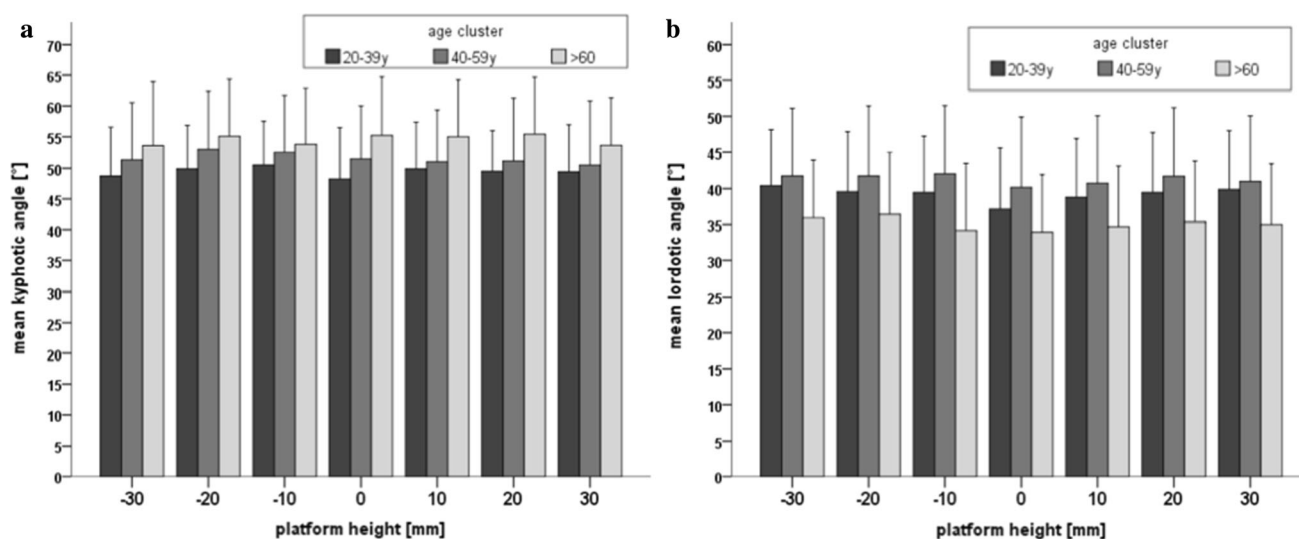 a
age cluster
20-39y 40-59y >60
70
65
60
55
50
45
40
35
30
25
20
15
10
5
0
mean kyphotic angle [°]
-30 -20 -10 0 10 20 30
platform height [mm]
b
age cluster
20-39y 40-59y >60
60
55
50
45
40
35
30
25
20
15
10
5
0
mean lordotic angle [°]
-30 -20 -10 0 10 20 30
platform height [mm]